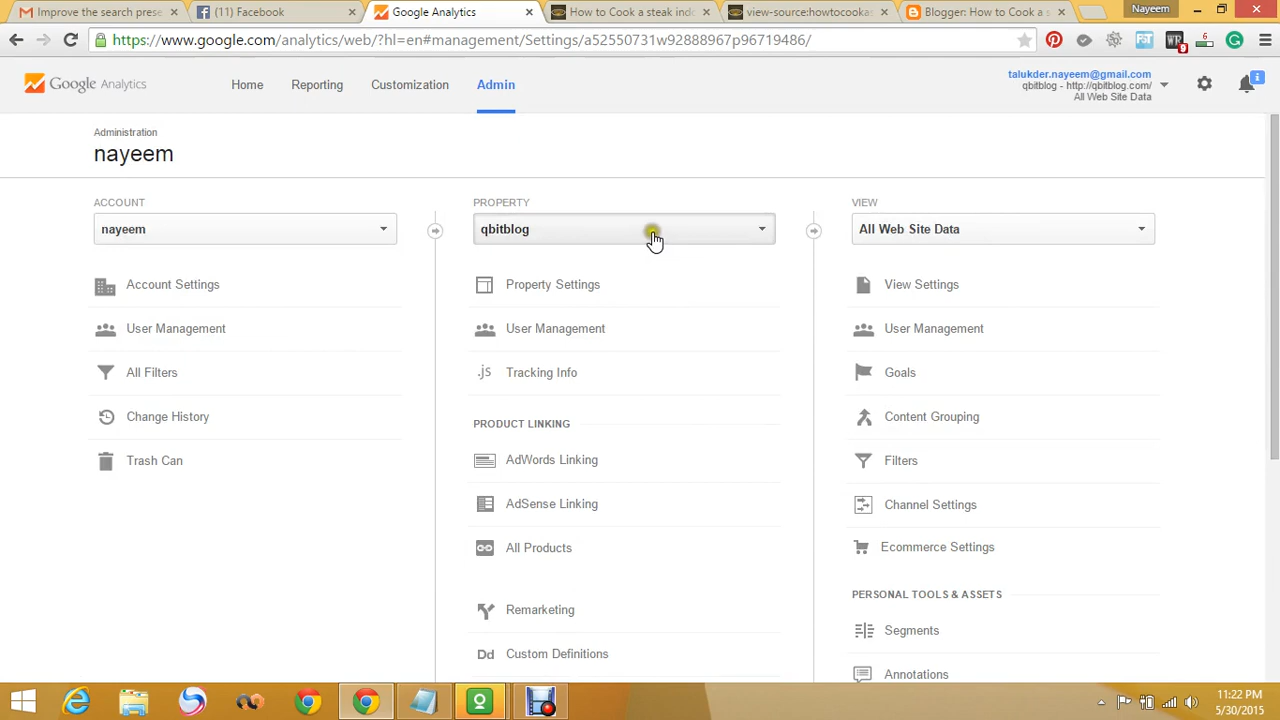 Improve the search prese
(11) Facebook
Google Analytics
How to Cook a steak indo
view-source:howtocookas
Blogger: How to Cook a s
Nayeem
https://www.google.com/analytics/web/?hl=en#management/Settings/a52550731w92888967p96719486/
Google Analytics
Home
Reporting
Customization
Admin
talukder.nayeem@gmail.com
qbitblog - http://qbitblog.com/
All Web Site Data
Administration
nayeem
ACCOUNT
nayeem
Account Settings
User Management
All Filters
Change History
Trash Can
PROPERTY
qbitblog
Property Settings
User Management
.js Tracking Info
PRODUCT LINKING
AdWords Linking
AdSense Linking
All Products
Remarketing
Dd Custom Definitions
VIEW
All Web Site Data
View Settings
User Management
Goals
Content Grouping
Filters
Channel Settings
Ecommerce Settings
PERSONAL TOOLS & ASSETS
Segments
Annotations
11:22 PM
5/30/2015